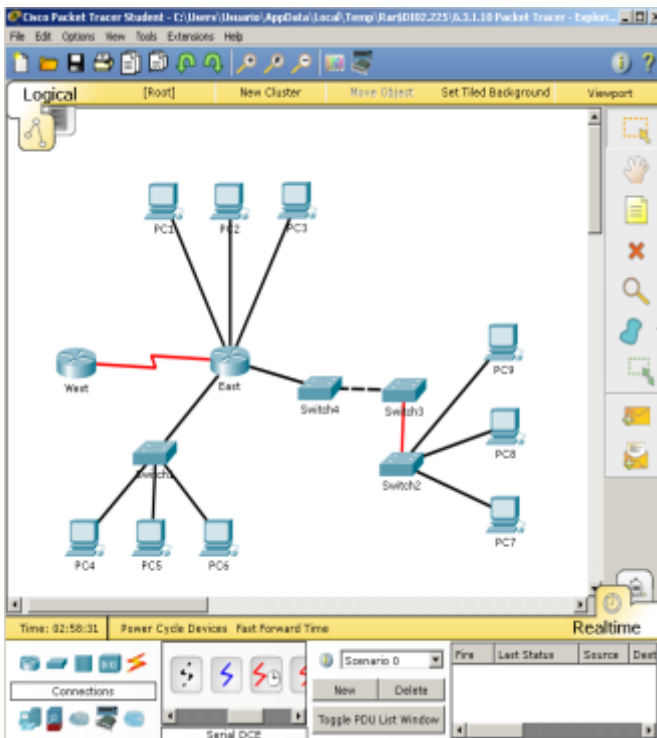 Cisco Packet Tracer Student - C:\Users\Usuario\AppData\Local\Temp\Rar$DI02.225\6.3.1.10 Packet Tracer - Explori...
File Edit Options View Tools Extensions Help
Logical [Root] New Cluster Move Object Set Tiled Background Viewport
PC1 PC2 PC3
PC9
West East
Switch4 Switch3
PC8
Switch2
PC4 PC5 PC6
PC7
Time: 02:58:31 Power Cycle Devices Fast Forward Time Realtime
Scenario 0
Fire Last Status Source Dest
Connections
New Delete
Toggle PDU List Window
Serial DCE